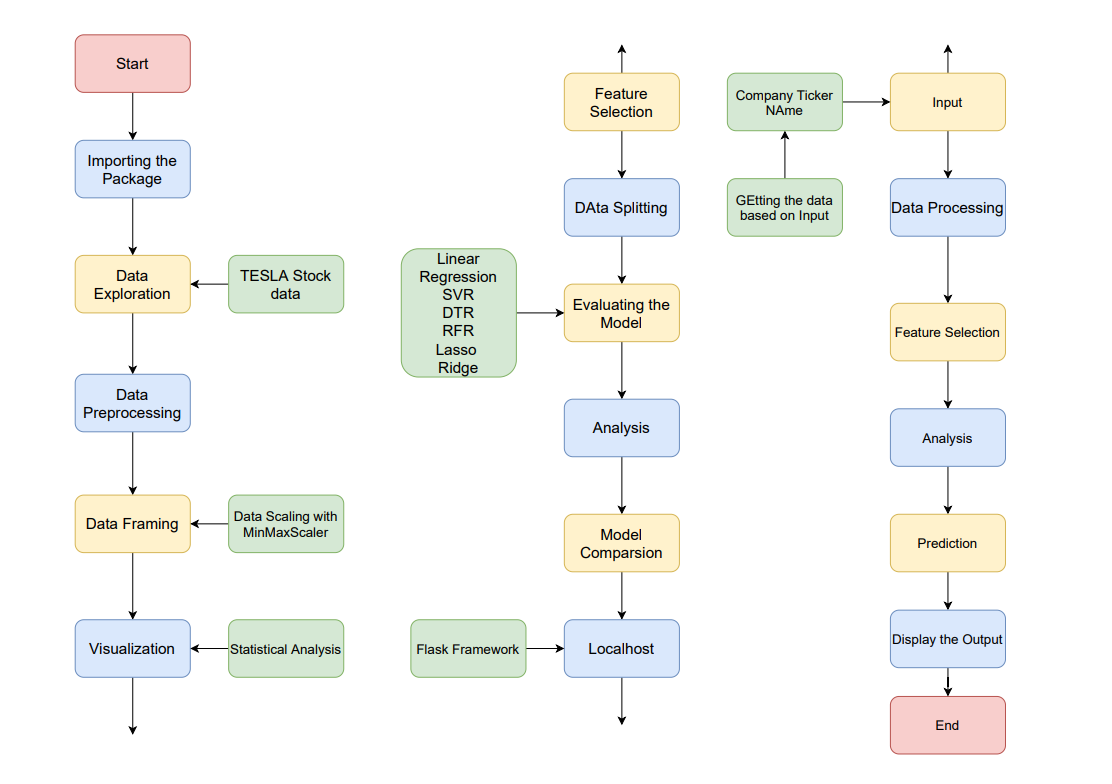 Start
Importing the
Package
Data
Exploration
TESLA Stock
data
Data
Preprocessing
Data Framing
Data Scaling with
MinMaxScaler
Visualization
Statistical Analysis
Feature
Selection
DAta Splitting
Linear
Regression
SVR
DTR
RFR
Lasso
Ridge
Evaluating the
Model
Analysis
Model
Comparsion
Flask Framework
Localhost
Company Ticker
NAme
Input
GEtting the data
based on Input
Data Processing
Feature Selection
Analysis
Prediction
Display the Output
End